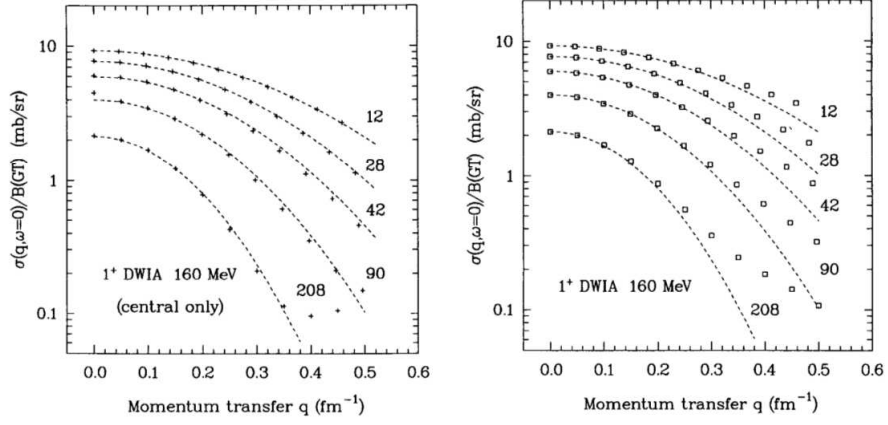 10
1
0.1
σ(q,ω=0)/B(GT) (mb/sr)
12
28
42
90
208
1⁺ DWIA 160 MeV
(central only)
0.0 0.1 0.2 0.3 0.4 0.5 0.6
Momentum transfer q (fm⁻¹)
10
1
0.1
σ(q,ω=0)/B(GT) (mb/sr)
12
28
42
90
208
1⁺ DWIA 160 MeV
0.0 0.1 0.2 0.3 0.4 0.5 0.6
Momentum transfer q (fm⁻¹)